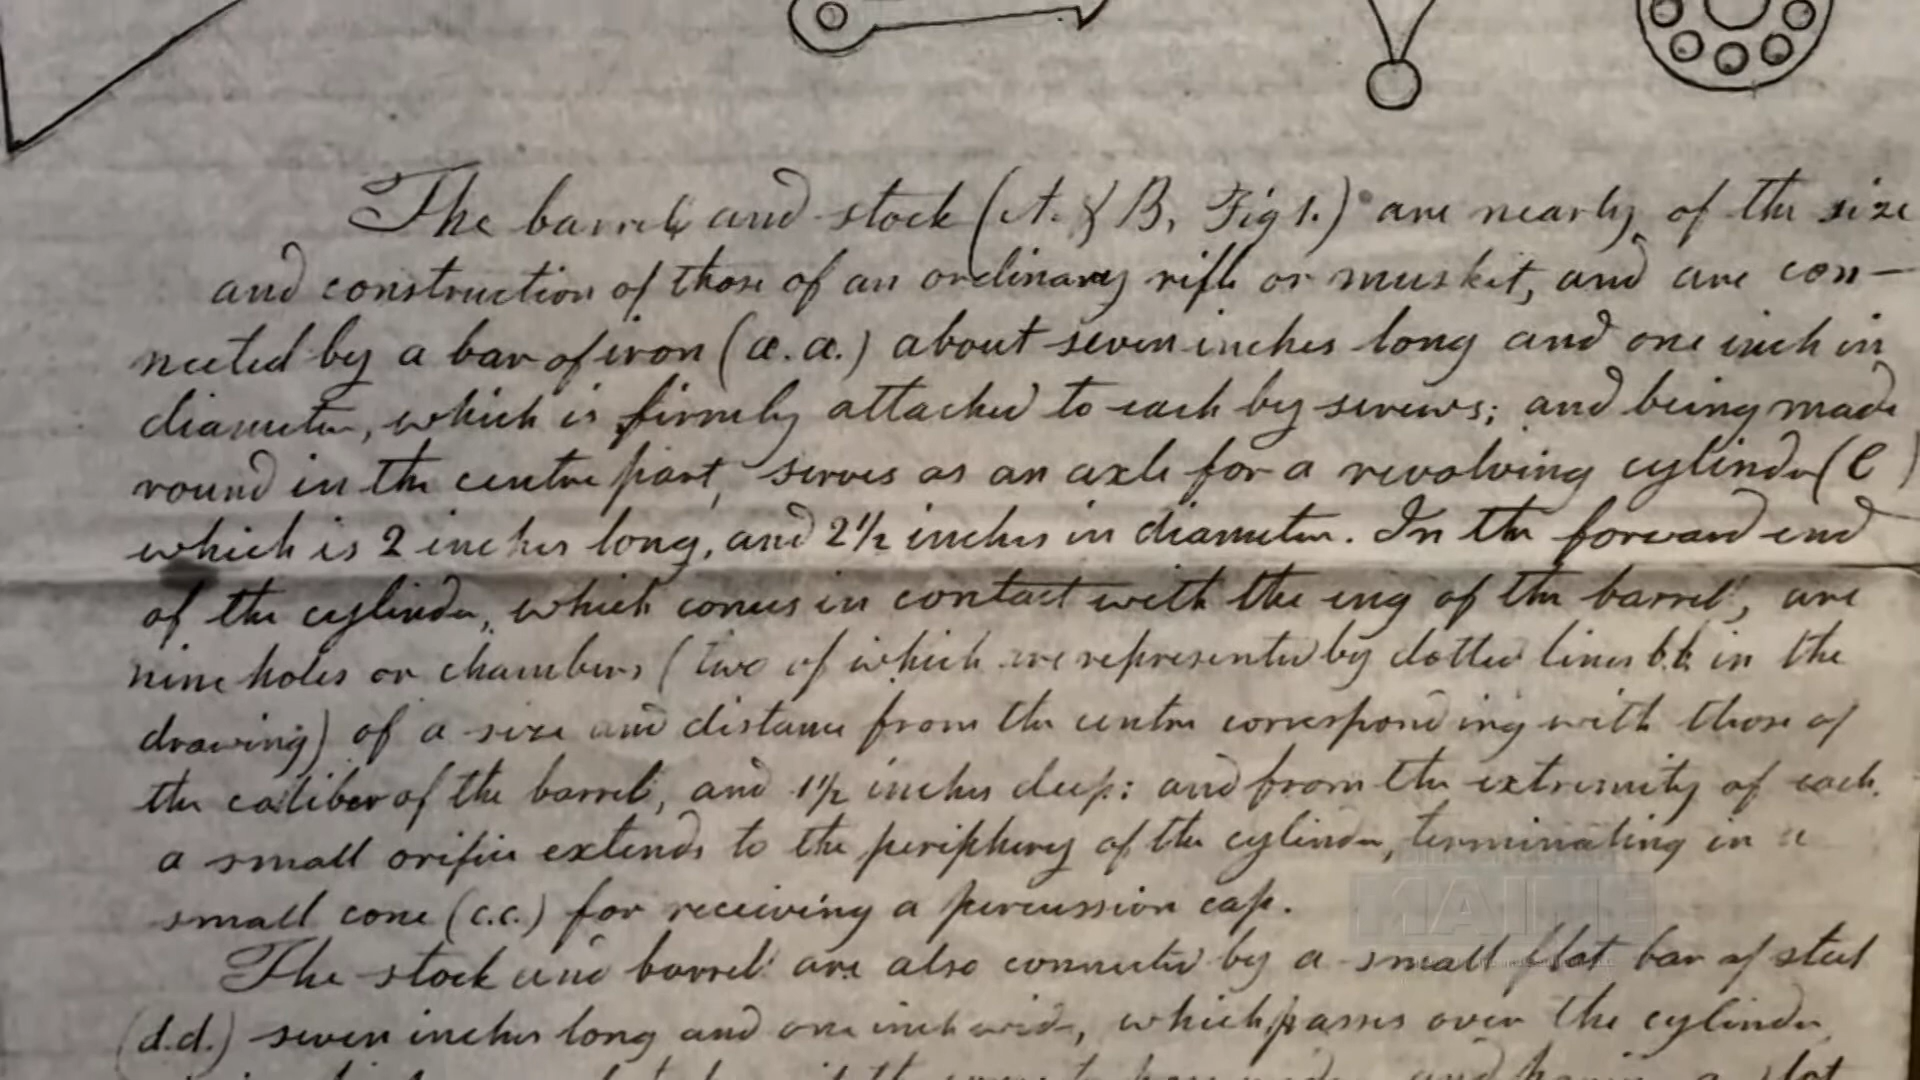 The barrel and stock (A. & B, Fig 1.) are nearly of the size
and construction of those of an ordinary rifle or musket, and are con-
nected by a bar of iron (a.a.) about seven inches long and one inch in
diameter, which is firmly attached to each by screws; and being made
round in the centre part, serves as an axle for a revolving cylinder (C)
which is 2 inches long, and 2 1/2 inches in diameter. In the forward end
of the cylinder, which comes in contact with the eng of the barrel, are
nine holes or chambers (two of which are represented by dotted lines b.b. in the
drawing) of a size and distance from the centre corresponding with those of
the caliber of the barrel, and 1 1/2 inches deep: and from the extremity of each
a small orifice extends to the periphery of the cylinder, terminating in a
small cone (c.c.) for receiving a percussion cap.
MAINE
The stock and barrel are also connected by a small flat bar of steel
(d.d.) seven inches long and one inch wide, which passes over the cylinder